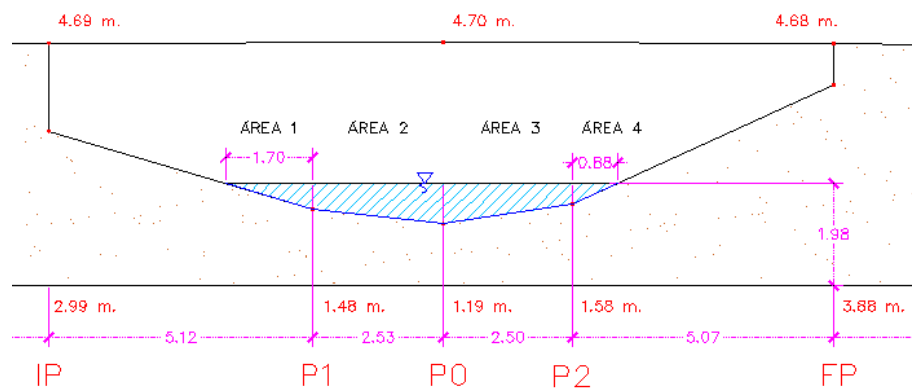 4.69 m.
4.70 m.
4.68 m.
ÁREA 1
ÁREA 2
ÁREA 3
ÁREA 4
1.70
0.88
1.98
2.99 m.
1.48 m.
1.19 m.
1.58 m.
3.88 m.
5.12
2.53
2.50
5.07
IP
P1
P0
P2
FP